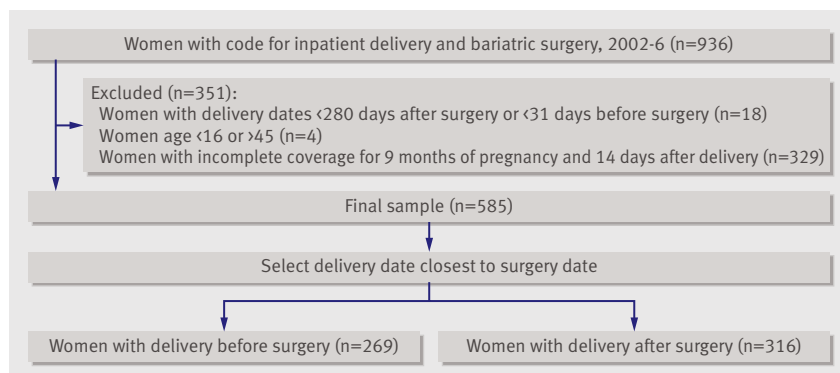 Women with code for inpatient delivery and bariatric surgery, 2002-6 (n=936)
Excluded (n=351):
Women with delivery dates <280 days after surgery or <31 days before surgery (n=18)
Women age <16 or >45 (n=4)
Women with incomplete coverage for 9 months of pregnancy and 14 days after delivery (n=329)
Final sample (n=585)
Select delivery date closest to surgery date
Women with delivery before surgery (n=269)
Women with delivery after surgery (n=316)